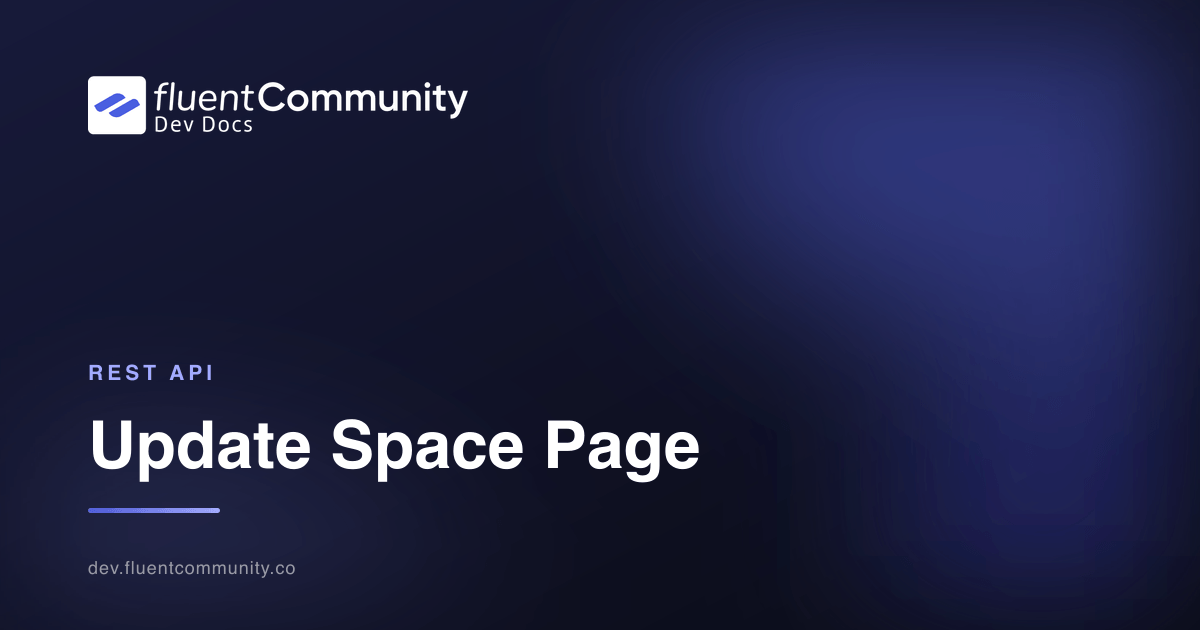 fluentCommunity
Dev Docs
REST API
Update Space Page
dev.fluentcommunity.co